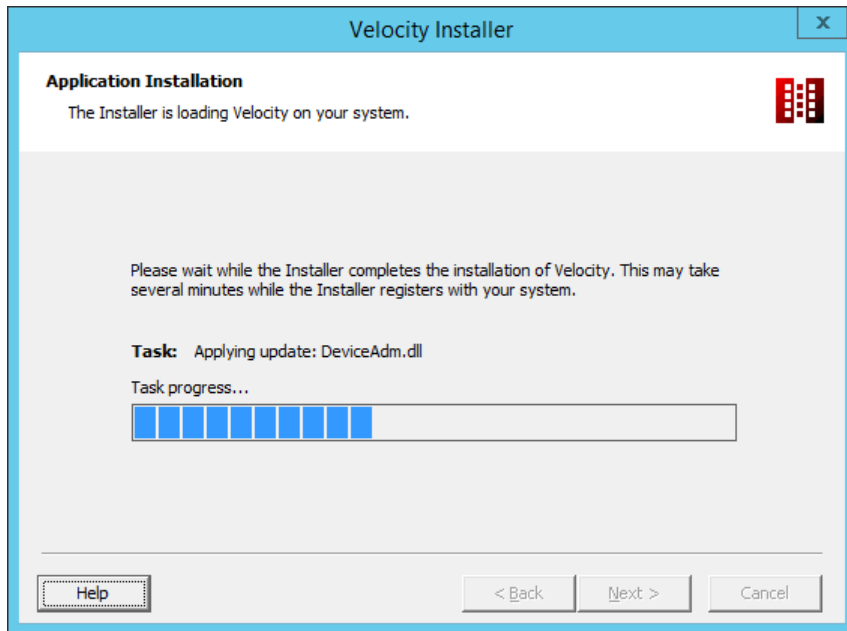 Velocity Installer
x
Application Installation
The Installer is loading Velocity on your system.
Please wait while the Installer completes the installation of Velocity. This may take
several minutes while the Installer registers with your system.
Task: Applying update: DeviceAdm.dll
Task progress...
Help
< Back
Next >
Cancel